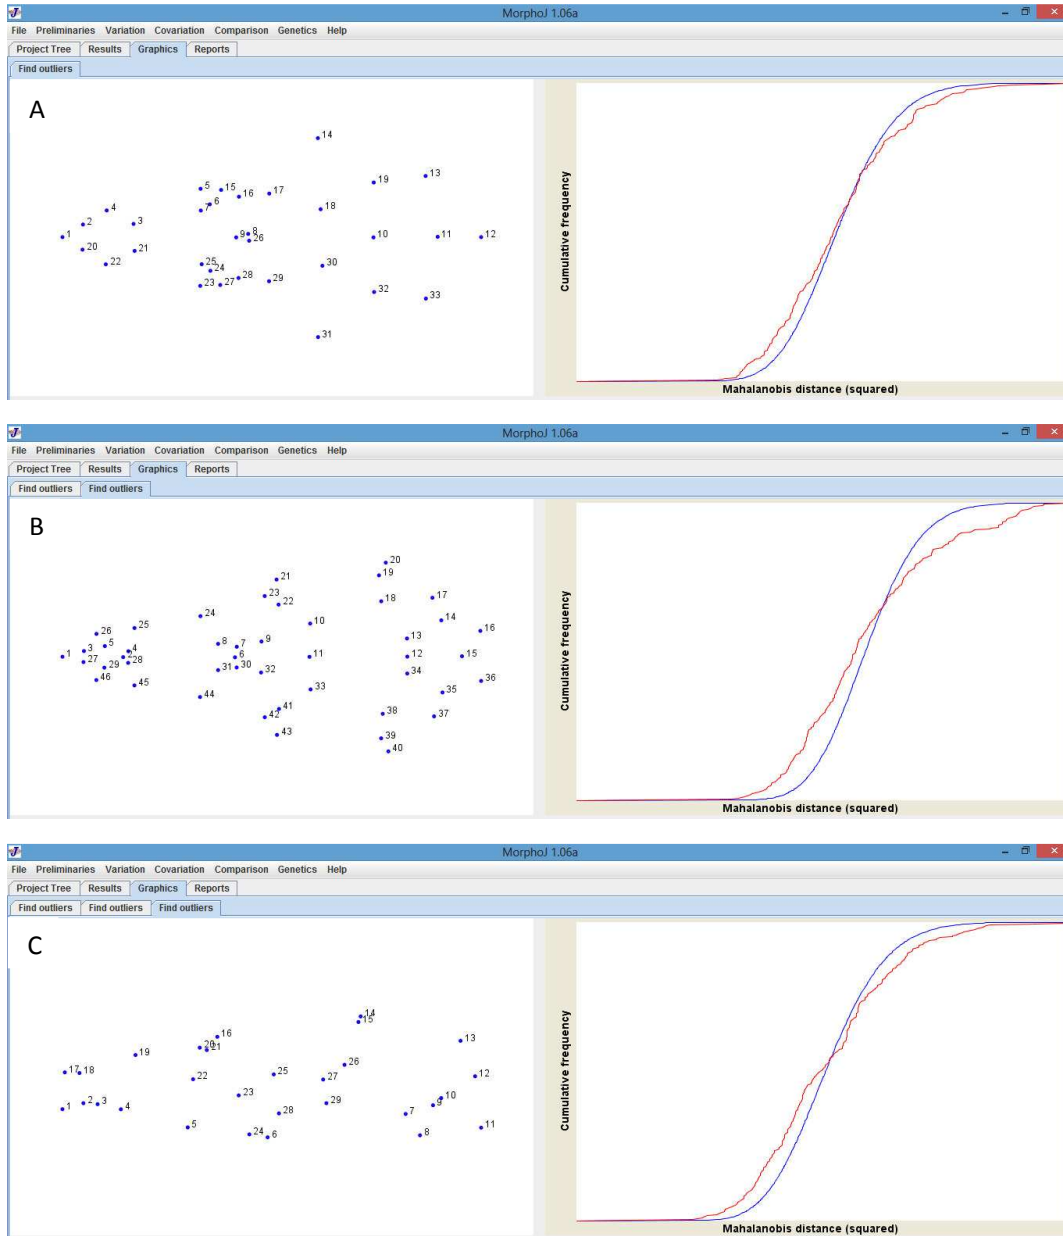 MorphoJ 1.06a
File Preliminaries Variation Covariation Comparison Genetics Help
Project Tree Results Graphics Reports
Find outliers
A
14
13
19
5 15
16 17
6
4 7 18
2 3
1 9 8 10 11 12
26
20 21
22 25 30
24
28 29
23 27 32
33
31
Cumulative frequency
Mahalanobis distance (squared)
MorphoJ 1.06a
File Preliminaries Variation Covariation Comparison Genetics Help
Project Tree Results Graphics Reports
Find outliers Find outliers
B
20
19
21
23 18 17
22
24 10 14
26 25 16
5 8 7 9 13
3 4
1 2 6 11 12 15
27 28
29 31 30 32 34
46 45 36
44 33 35
41 38 37
42
43 39
40
Cumulative frequency
Mahalanobis distance (squared)
MorphoJ 1.06a
File Preliminaries Variation Covariation Comparison Genetics Help
Project Tree Results Graphics Reports
Find outliers Find outliers Find outliers
C
14
15
16 13
20
21
19 26
17 18 25 12
22 27
23 10
2 3 29 9
1 4 28 7
5 11
24 6 8
Cumulative frequency
Mahalanobis distance (squared)